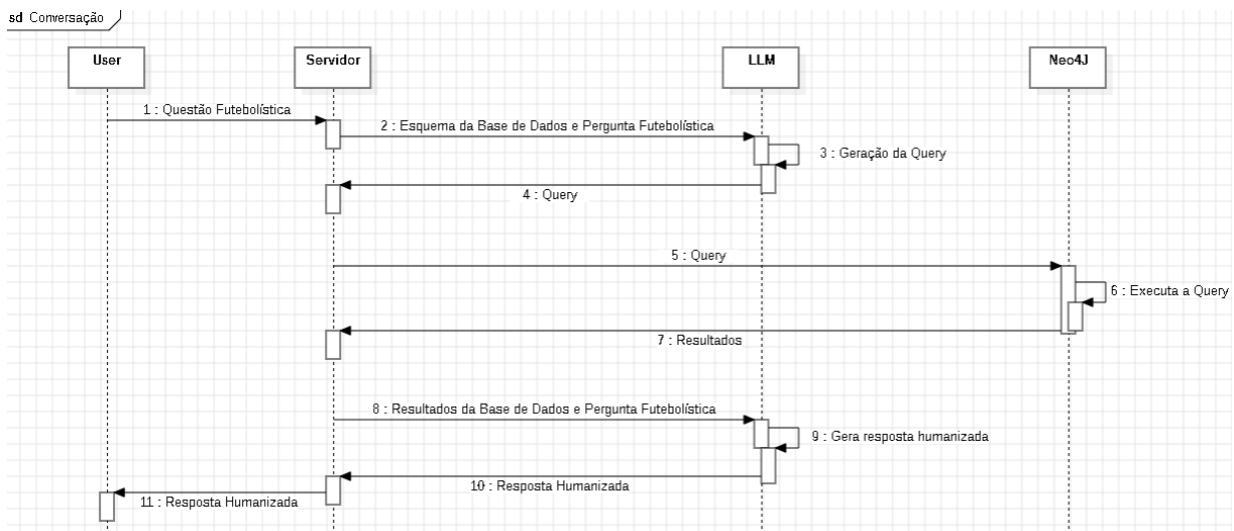 sd Conversação
User
Servidor
LLM
Neo4J
1 : Questão Futebolística
2 : Esquema da Base de Dados e Pergunta Futebolística
3 : Geração da Query
4 : Query
5 : Query
6 : Executa a Query
7 : Resultados
8 : Resultados da Base de Dados e Pergunta Futebolística
9 : Gera resposta humanizada
10 : Resposta Humanizada
11 : Resposta Humanizada